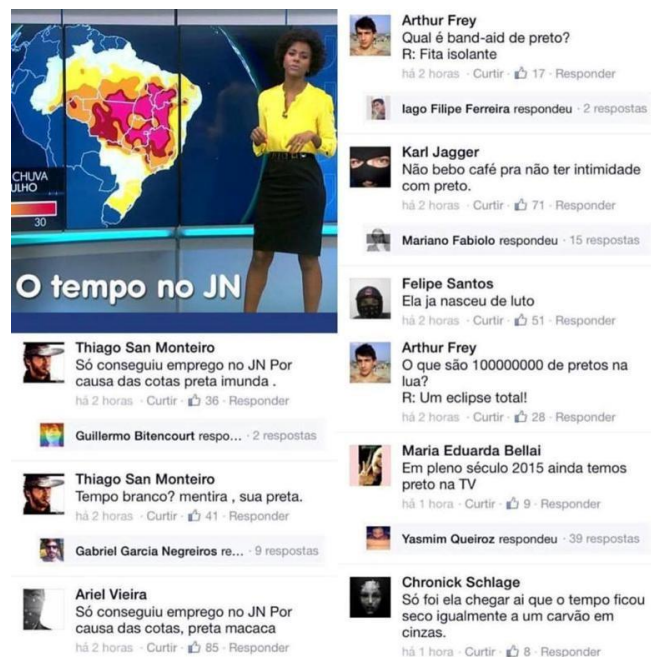 CHUVA
ULHO
30
O tempo no JN
Thiago San Monteiro
Só conseguiu emprego no JN Por
causa das cotas preta imunda .
há 2 horas · Curtir · 36 · Responder
Guillermo Bitencourt respo... · 2 respostas
Thiago San Monteiro
Tempo branco? mentira , sua preta.
há 2 horas · Curtir · 41 · Responder
Gabriel Garcia Negreiros re... · 9 respostas
Ariel Vieira
Só conseguiu emprego no JN Por
causa das cotas, preta macaca
há 2 horas · Curtir · 85 · Responder
Arthur Frey
Qual é band-aid de preto?
R: Fita isolante
há 2 horas · Curtir · 17 · Responder
Iago Filipe Ferreira respondeu · 2 respostas
Karl Jagger
Não bebo café pra não ter intimidade
com preto.
há 2 horas · Curtir · 71 · Responder
Mariano Fabiolo respondeu · 15 respostas
Felipe Santos
Ela ja nasceu de luto
há 2 horas · Curtir · 51 · Responder
Arthur Frey
O que são 100000000 de pretos na
lua?
R: Um eclipse total!
há 2 horas · Curtir · 28 · Responder
Maria Eduarda Bellai
Em pleno século 2015 ainda temos
preto na TV
há 1 hora · Curtir · 9 · Responder
Yasmim Queiroz respondeu · 39 respostas
Chronick Schlage
Só foi ela chegar ai que o tempo ficou
seco igualmente a um carvão em
cinzas.
há 1 hora · Curtir · 8 · Responder